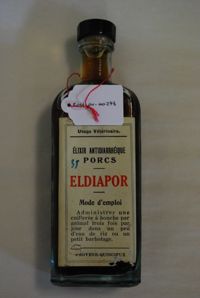 Usage Vétérinaire.
ÉLIXIR ANTIDIARRHÉIQUE
PORCS
ELDIAPOR
Mode d'emploi
Administrer une
cuillerée à bouche par
animal trois fois par
jour dans un peu
d'eau de riz ou un
petit barbotage.